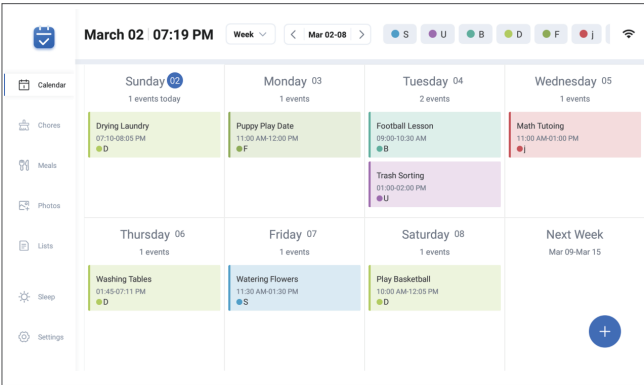 March 02 07:19 PM Week Mar 02-08 S U B D F j
Calendar
Chores
Meals
Photos
Lists
Sleep
Settings
Sunday 02
1 events today
Drying Laundry
07:10-08:05 PM
D
Monday 03
1 events
Puppy Play Date
11:00 AM-12:00 PM
F
Tuesday 04
2 events
Football Lesson
09:00-10:30 AM
B
Trash Sorting
01:00-02:00 PM
U
Wednesday 05
1 events
Math Tutoing
11:00 AM-01:00 PM
j
Thursday 06
1 events
Washing Tables
01:45-07:11 PM
D
Friday 07
1 events
Watering Flowers
11:30 AM-01:30 PM
S
Saturday 08
1 events
Play Basketball
10:00 AM-12:05 PM
D
Next Week
Mar 09-Mar 15